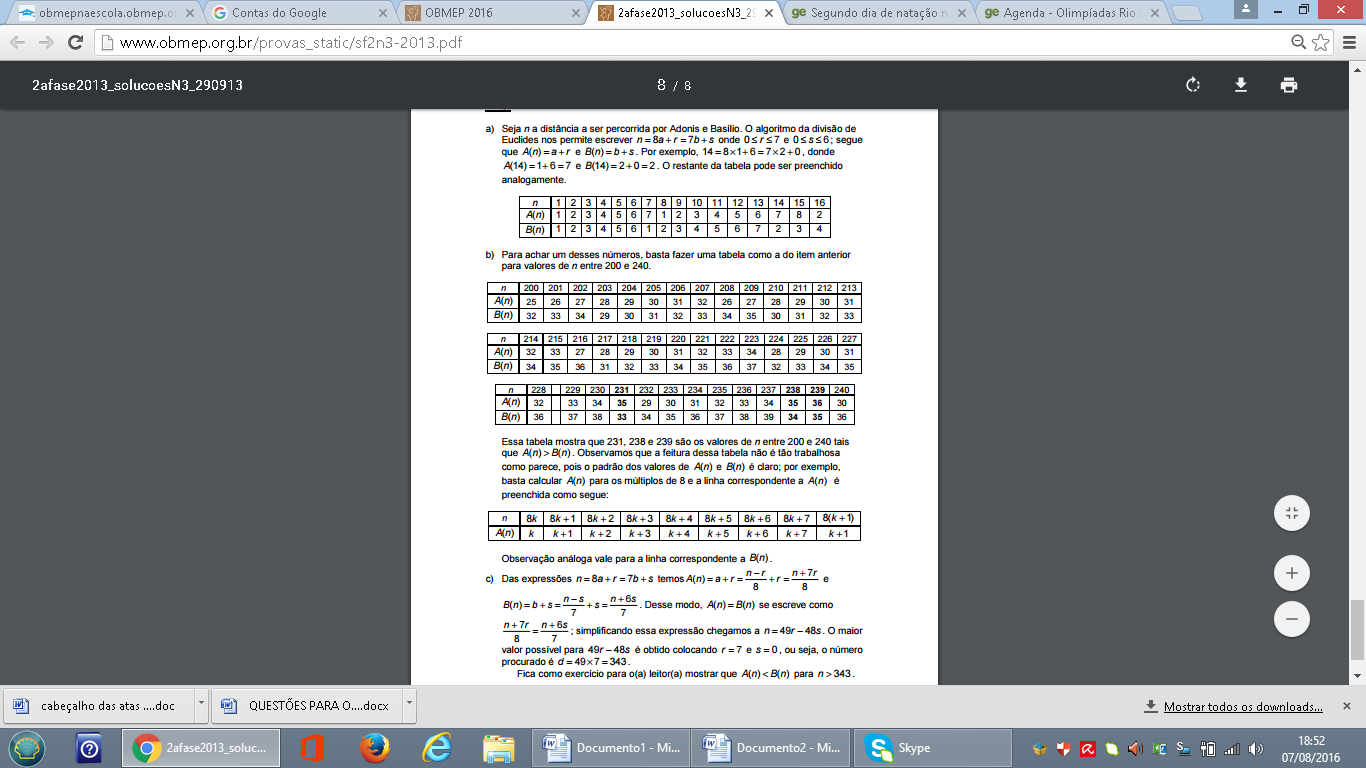 obmepnaescola.obmep.or
Contas do Google
OBMEP 2016
2afase2013_solucoesN3_29
Segundo dia de natação n
Agenda - Olimpíadas Rio
www.obmep.org.br/provas_static/sf2n3-2013.pdf
2afase2013_solucoesN3_290913
8 / 8
a) Seja n a distância a ser percorrida por Adonis e Basílio. O algoritmo da divisão de
Euclides nos permite escrever n = 8a + r = 7b + s onde 0 ≤ r ≤ 7 e 0 ≤ s ≤ 6; segue
que A(n) = a + r e B(n) = b + s. Por exemplo, 14 = 8×1+6 = 7×2+0, donde
A(14) = 1+6 = 7 e B(14) = 2+0 = 2. O restante da tabela pode ser preenchido
analogamente.
n 1 2 3 4 5 6 7 8 9 10 11 12 13 14 15 16
A(n) 1 2 3 4 5 6 7 1 2 3 4 5 6 7 8 2
B(n) 1 2 3 4 5 6 1 2 3 4 5 6 7 2 3 4
b) Para achar um desses números, basta fazer uma tabela como a do item anterior
para valores de n entre 200 e 240.
n 200 201 202 203 204 205 206 207 208 209 210 211 212 213
A(n) 25 26 27 28 29 30 31 32 26 27 28 29 30 31
B(n) 32 33 34 29 30 31 32 33 34 35 30 31 32 33
n 214 215 216 217 218 219 220 221 222 223 224 225 226 227
A(n) 32 33 27 28 29 30 31 32 33 34 28 29 30 31
B(n) 34 35 36 31 32 33 34 35 36 37 32 33 34 35
n 228 229 230 231 232 233 234 235 236 237 238 239 240
A(n) 32 33 34 35 29 30 31 32 33 34 35 36 30
B(n) 36 37 38 33 34 35 36 37 38 39 34 35 36
Essa tabela mostra que 231, 238 e 239 são os valores de n entre 200 e 240 tais
que A(n) > B(n). Observamos que a feitura dessa tabela não é tão trabalhosa
como parece, pois o padrão dos valores de A(n) e B(n) é claro; por exemplo,
basta calcular A(n) para os múltiplos de 8 e a linha correspondente a A(n) é
preenchida como segue:
n 8k 8k+1 8k+2 8k+3 8k+4 8k+5 8k+6 8k+7 8(k+1)
A(n) k k+1 k+2 k+3 k+4 k+5 k+6 k+7 k+1
Observação análoga vale para a linha correspondente a B(n).
c) Das expressões n = 8a + r = 7b + s temos A(n) = a + r = (n − r)/8 + r = (n + 7r)/8 e
B(n) = b + s = (n − s)/7 + s = (n + 6s)/7. Desse modo, A(n) = B(n) se escreve como
(n + 7r)/8 = (n + 6s)/7; simplificando essa expressão chegamos a n = 49r − 48s. O maior
valor possível para 49r − 48s é obtido colocando r = 7 e s = 0, ou seja, o número
procurado é d = 49×7 = 343.
Fica como exercício para o(a) leitor(a) mostrar que A(n) < B(n) para n > 343.
cabeçalho das atas ....doc
QUESTÕES PARA O....docx
Mostrar todos os downloads...
2afase2013_soluc...
Documento1 - Mi...
Documento2 - Mi...
Skype
18:52
07/08/2016